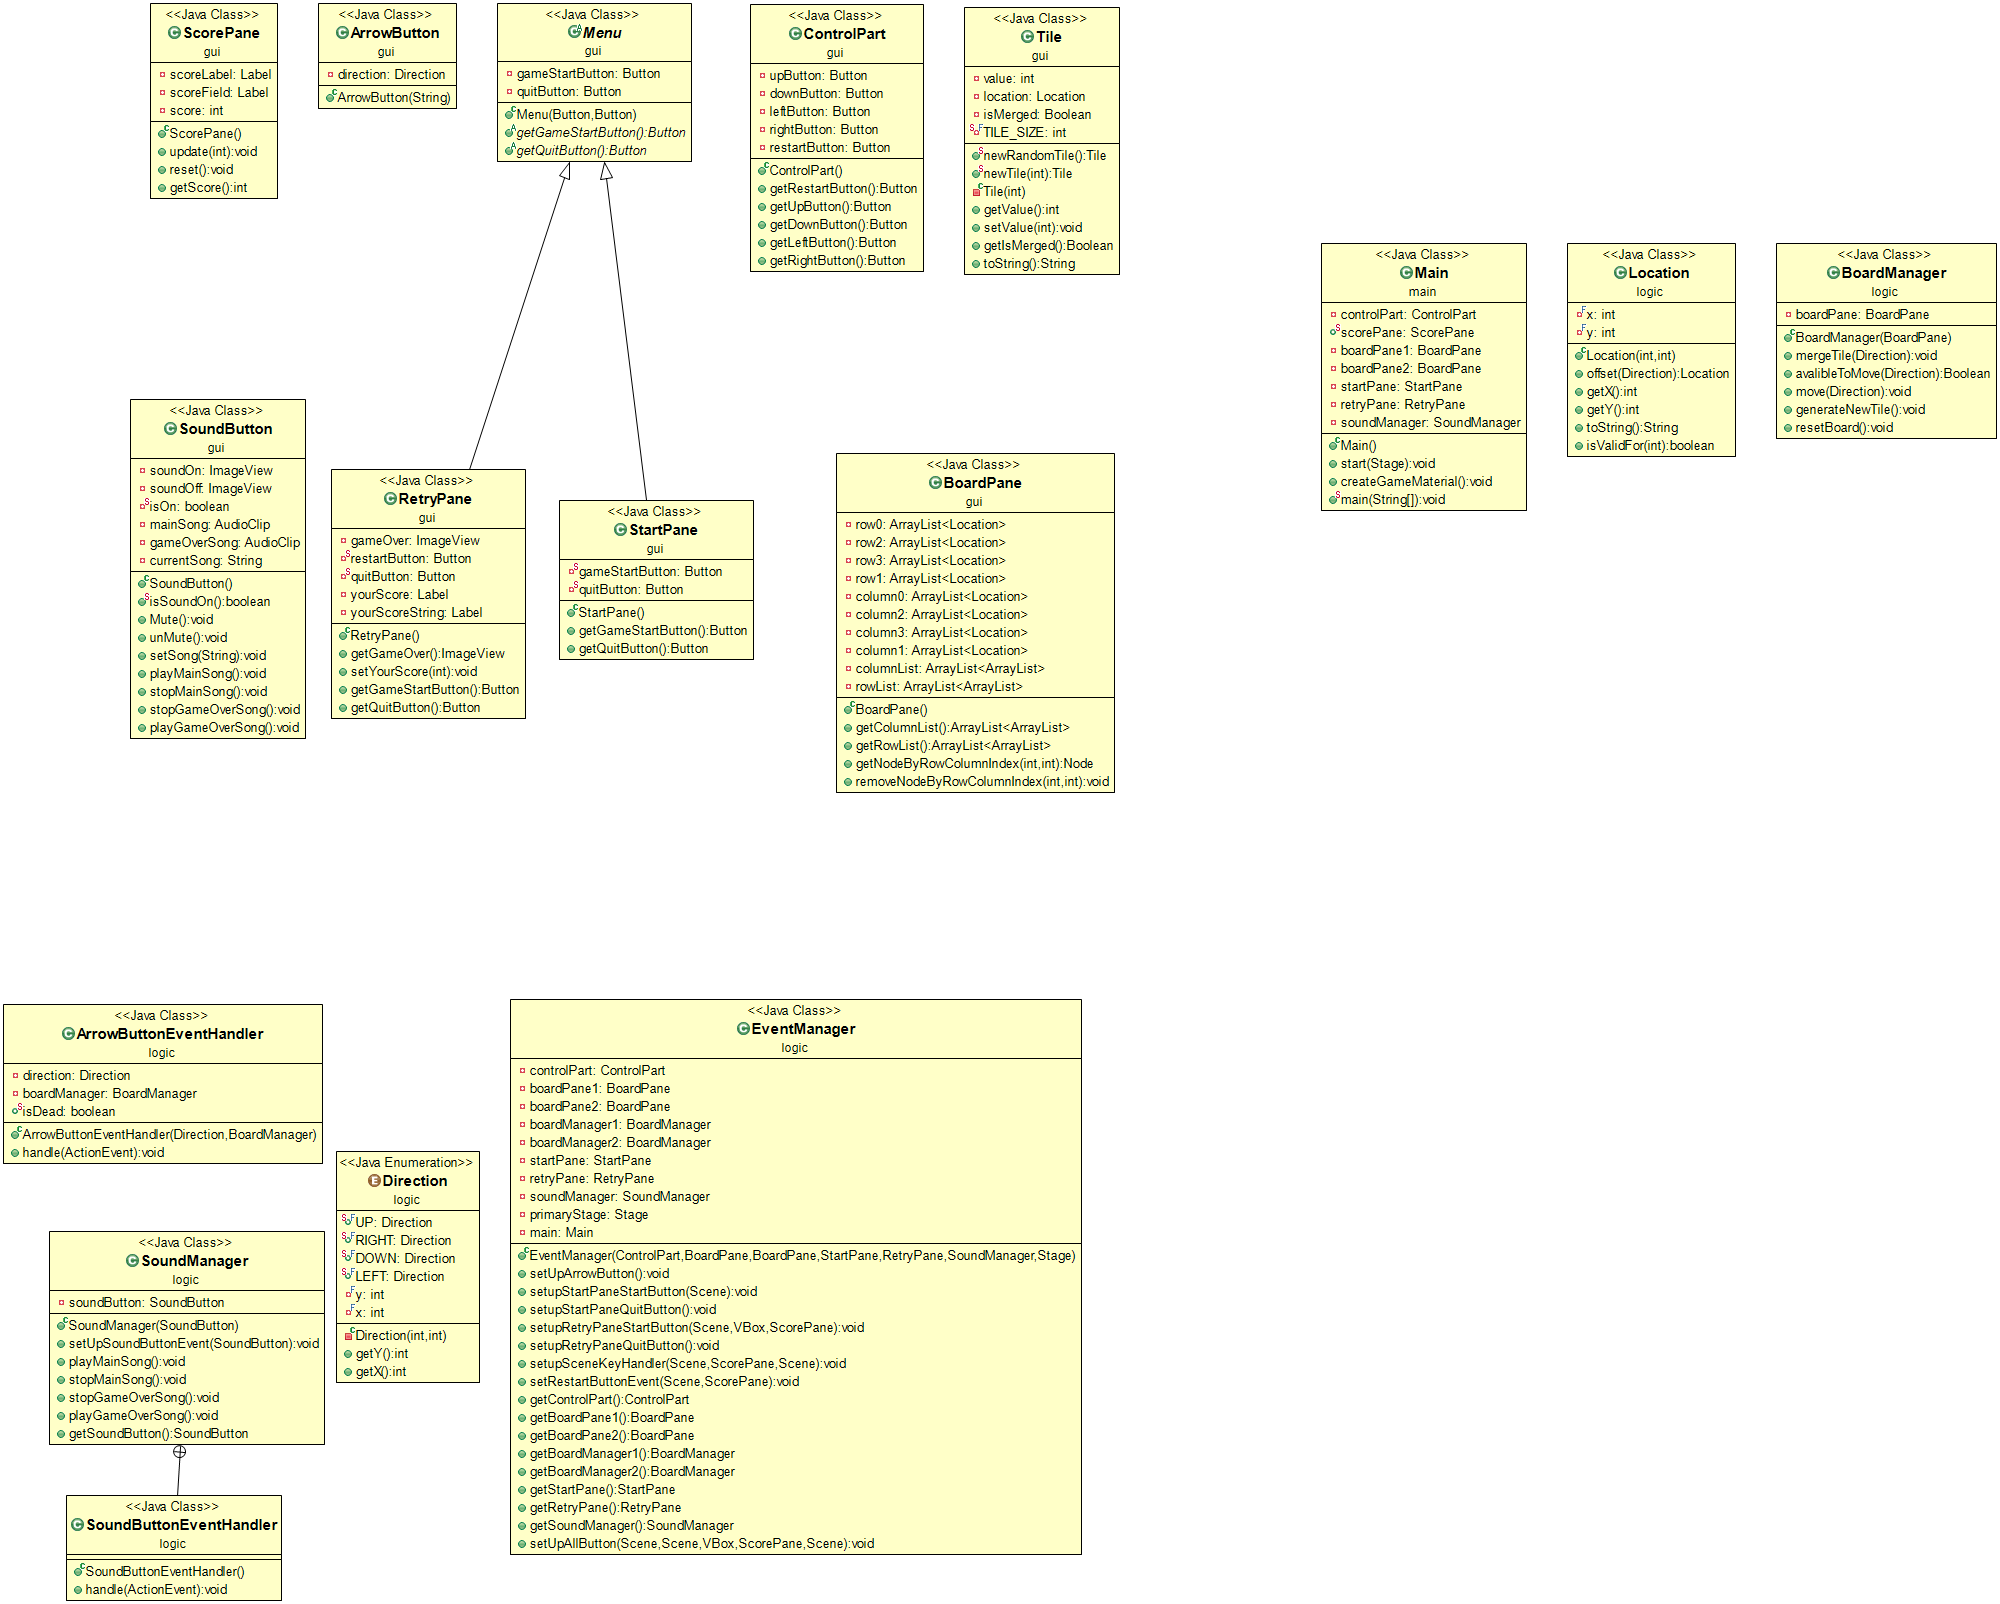 <<Java Class>>
ScorePane
gui
scoreLabel: Label
scoreField: Label
score: int
ScorePane()
update(int):void
reset():void
getScore():int
<<Java Class>>
ArrowButton
gui
direction: Direction
ArrowButton(String)
<<Java Class>>
Menu
gui
gameStartButton: Button
quitButton: Button
Menu(Button,Button)
getGameStartButton():Button
getQuitButton():Button
<<Java Class>>
ControlPart
gui
upButton: Button
downButton: Button
leftButton: Button
rightButton: Button
restartButton: Button
ControlPart()
getRestartButton():Button
getUpButton():Button
getDownButton():Button
getLeftButton():Button
getRightButton():Button
<<Java Class>>
Tile
gui
value: int
location: Location
isMerged: Boolean
TILE_SIZE: int
newRandomTile():Tile
newTile(int):Tile
Tile(int)
getValue():int
setValue(int):void
getIsMerged():Boolean
toString():String
<<Java Class>>
Main
main
controlPart: ControlPart
scorePane: ScorePane
boardPane1: BoardPane
boardPane2: BoardPane
startPane: StartPane
retryPane: RetryPane
soundManager: SoundManager
Main()
start(Stage):void
createGameMaterial():void
main(String[]):void
<<Java Class>>
Location
logic
x: int
y: int
Location(int,int)
offset(Direction):Location
getX():int
getY():int
toString():String
isValidFor(int):boolean
<<Java Class>>
BoardManager
logic
boardPane: BoardPane
BoardManager(BoardPane)
mergeTile(Direction):void
avalibleToMove(Direction):Boolean
move(Direction):void
generateNewTile():void
resetBoard():void
<<Java Class>>
SoundButton
gui
soundOn: ImageView
soundOff: ImageView
isOn: boolean
mainSong: AudioClip
gameOverSong: AudioClip
currentSong: String
SoundButton()
isSoundOn():boolean
Mute():void
unMute():void
setSong(String):void
playMainSong():void
stopMainSong():void
stopGameOverSong():void
playGameOverSong():void
<<Java Class>>
RetryPane
gui
gameOver: ImageView
restartButton: Button
quitButton: Button
yourScore: Label
yourScoreString: Label
RetryPane()
getGameOver():ImageView
setYourScore(int):void
getGameStartButton():Button
getQuitButton():Button
<<Java Class>>
StartPane
gui
gameStartButton: Button
quitButton: Button
StartPane()
getGameStartButton():Button
getQuitButton():Button
<<Java Class>>
BoardPane
gui
row0: ArrayList<Location>
row2: ArrayList<Location>
row3: ArrayList<Location>
row1: ArrayList<Location>
column0: ArrayList<Location>
column2: ArrayList<Location>
column3: ArrayList<Location>
column1: ArrayList<Location>
columnList: ArrayList<ArrayList>
rowList: ArrayList<ArrayList>
BoardPane()
getColumnList():ArrayList<ArrayList>
getRowList():ArrayList<ArrayList>
getNodeByRowColumnIndex(int,int):Node
removeNodeByRowColumnIndex(int,int):void
<<Java Class>>
ArrowButtonEventHandler
logic
direction: Direction
boardManager: BoardManager
isDead: boolean
ArrowButtonEventHandler(Direction,BoardManager)
handle(ActionEvent):void
<<Java Enumeration>>
Direction
logic
UP: Direction
RIGHT: Direction
DOWN: Direction
LEFT: Direction
y: int
x: int
Direction(int,int)
getY():int
getX():int
<<Java Class>>
EventManager
logic
controlPart: ControlPart
boardPane1: BoardPane
boardPane2: BoardPane
boardManager1: BoardManager
boardManager2: BoardManager
startPane: StartPane
retryPane: RetryPane
soundManager: SoundManager
primaryStage: Stage
main: Main
EventManager(ControlPart,BoardPane,BoardPane,StartPane,RetryPane,SoundManager,Stage)
setUpArrowButton():void
setupStartPaneStartButton(Scene):void
setupStartPaneQuitButton():void
setupRetryPaneStartButton(Scene,VBox,ScorePane):void
setupRetryPaneQuitButton():void
setupSceneKeyHandler(Scene,ScorePane,Scene):void
setRestartButtonEvent(Scene,ScorePane):void
getControlPart():ControlPart
getBoardPane1():BoardPane
getBoardPane2():BoardPane
getBoardManager1():BoardManager
getBoardManager2():BoardManager
getStartPane():StartPane
getRetryPane():RetryPane
getSoundManager():SoundManager
setUpAllButton(Scene,Scene,VBox,ScorePane,Scene):void
<<Java Class>>
SoundManager
logic
soundButton: SoundButton
SoundManager(SoundButton)
setUpSoundButtonEvent(SoundButton):void
playMainSong():void
stopMainSong():void
stopGameOverSong():void
playGameOverSong():void
getSoundButton():SoundButton
<<Java Class>>
SoundButtonEventHandler
logic
SoundButtonEventHandler()
handle(ActionEvent):void